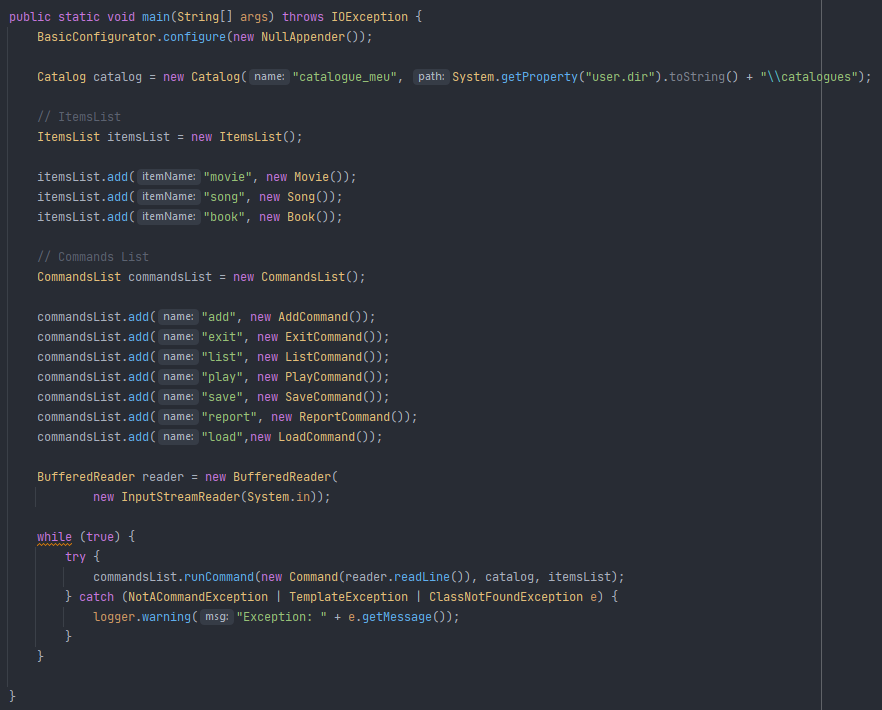 public static void main(String[] args) throws IOException {
BasicConfigurator.configure(new NullAppender());
Catalog catalog = new Catalog( name: "catalogue_meu", path: System.getProperty("user.dir").toString() + "\\catalogues");
// ItemsList
ItemsList itemsList = new ItemsList();
itemsList.add( itemName: "movie", new Movie());
itemsList.add( itemName: "song", new Song());
itemsList.add( itemName: "book", new Book());
// Commands List
CommandsList commandsList = new CommandsList();
commandsList.add( name: "add", new AddCommand());
commandsList.add( name: "exit", new ExitCommand());
commandsList.add( name: "list", new ListCommand());
commandsList.add( name: "play", new PlayCommand());
commandsList.add( name: "save", new SaveCommand());
commandsList.add( name: "report", new ReportCommand());
commandsList.add( name: "load",new LoadCommand());
BufferedReader reader = new BufferedReader(
new InputStreamReader(System.in));
while (true) {
try {
commandsList.runCommand(new Command(reader.readLine()), catalog, itemsList);
} catch (NotACommandException | TemplateException | ClassNotFoundException e) {
logger.warning( msg: "Exception: " + e.getMessage());
}
}
}